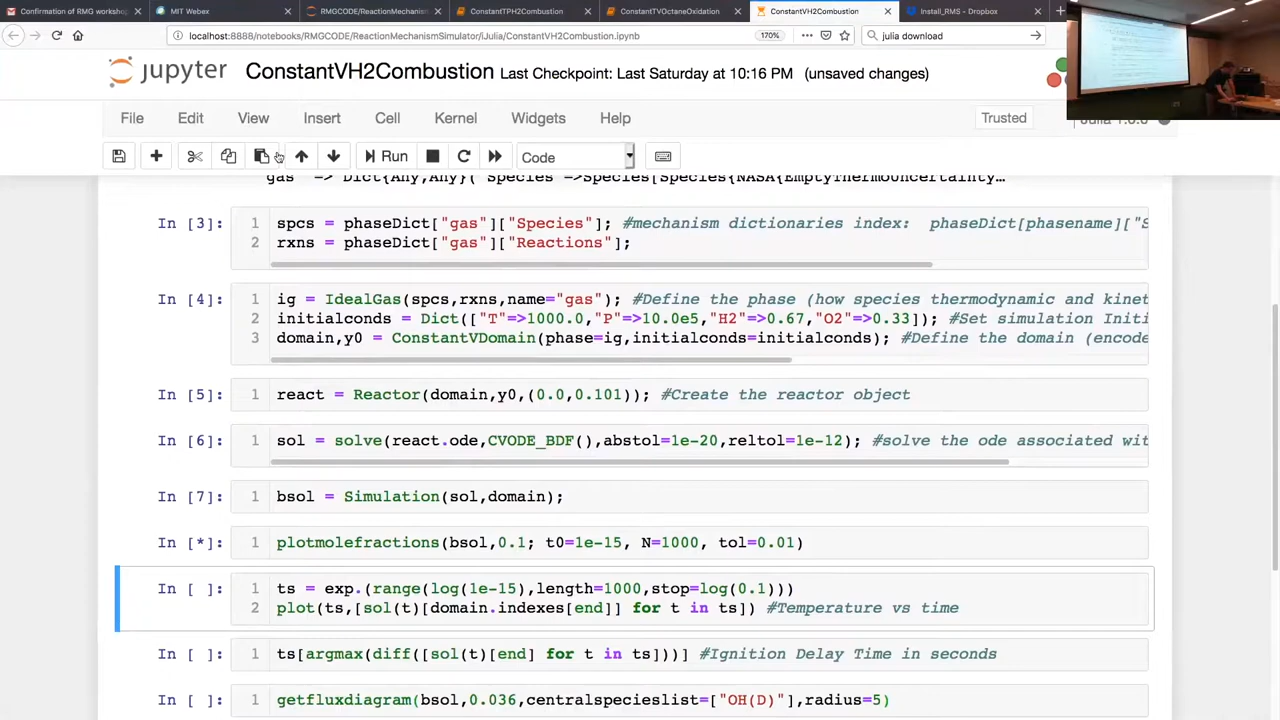 Confirmation of RMG workshop
MIT Webex
RMGCODE/ReactionMechanism
ConstantTPH2Combustion
ConstantTVOctaneOxidation
ConstantVH2Combustion
Install_RMS - Dropbox
localhost:8888/notebooks/RMGCODE/ReactionMechanismSimulator/iJulia/ConstantVH2Combustion.ipynb
170%
julia download
jupyter ConstantVH2Combustion Last Checkpoint: Last Saturday at 10:16 PM (unsaved changes)
File Edit View Insert Cell Kernel Widgets Help
Trusted
Run
Code
"gas" => Dict{Any,Any}("Species"=>Species[Species{NASA{EmptyThermoUncertainty…
In [3]:
1 spcs = phaseDict["gas"]["Species"]; #mechanism dictionaries index: phaseDict[phasename]["S
2 rxns = phaseDict["gas"]["Reactions"];
In [4]:
1 ig = IdealGas(spcs,rxns,name="gas"); #Define the phase (how species thermodynamic and kinet
2 initialconds = Dict(["T"=>1000.0,"P"=>10.0e5,"H2"=>0.67,"O2"=>0.33]); #Set simulation Initi
3 domain,y0 = ConstantVDomain(phase=ig,initialconds=initialconds); #Define the domain (encode
In [5]:
1 react = Reactor(domain,y0,(0.0,0.101)); #Create the reactor object
In [6]:
1 sol = solve(react.ode,CVODE_BDF(),abstol=1e-20,reltol=1e-12); #solve the ode associated wit
In [7]:
1 bsol = Simulation(sol,domain);
In [*]:
1 plotmolefractions(bsol,0.1; t0=1e-15, N=1000, tol=0.01)
In [ ]:
1 ts = exp.(range(log(1e-15),length=1000,stop=log(0.1)))
2 plot(ts,[sol(t)[domain.indexes[end]] for t in ts]) #Temperature vs time
In [ ]:
1 ts[argmax(diff([sol(t)[end] for t in ts]))] #Ignition Delay Time in seconds
In [ ]:
1 getfluxdiagram(bsol,0.036,centralspecieslist=["OH(D)"],radius=5)